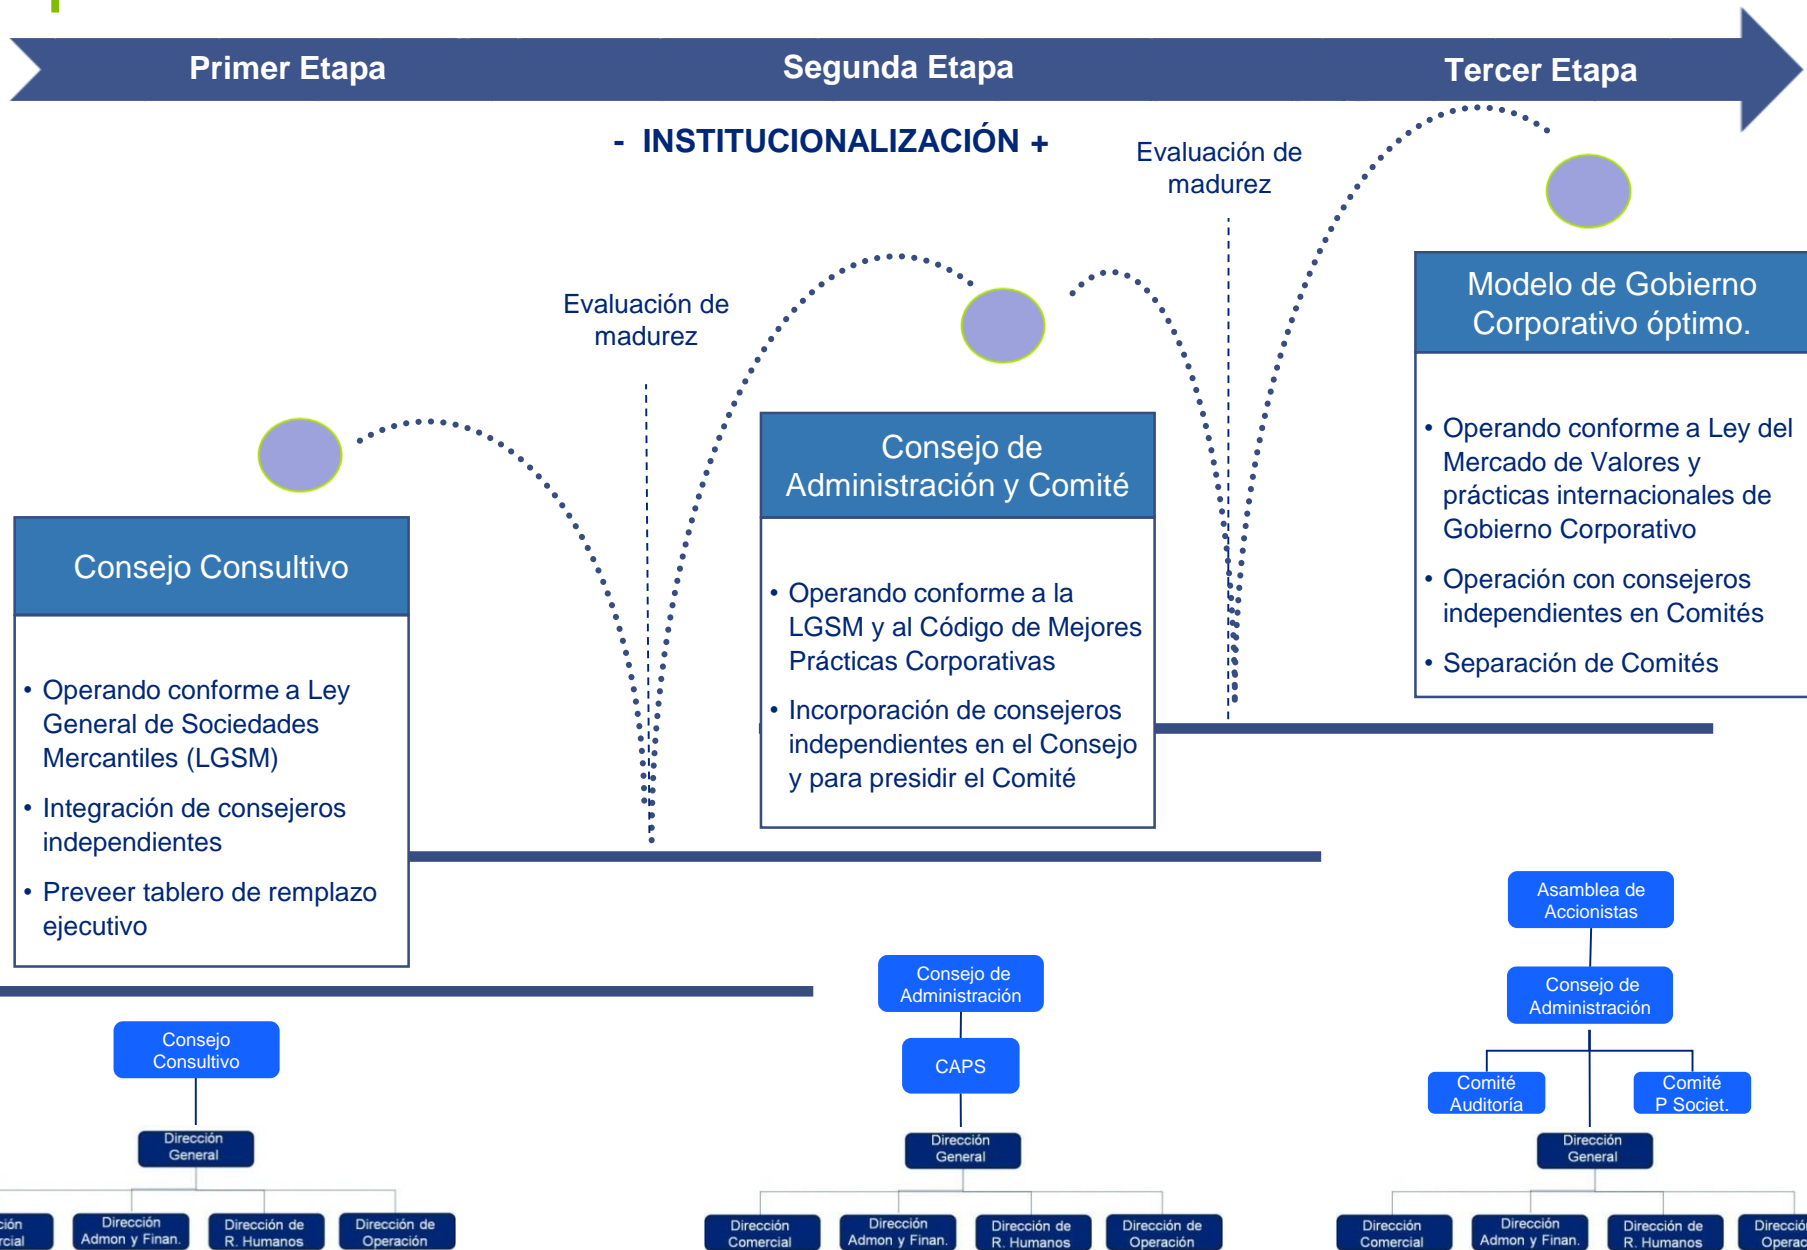 Primer Etapa
Segunda Etapa
Tercer Etapa
- INSTITUCIONALIZACIÓN +
Evaluación de
madurez
Evaluación de
madurez
Consejo Consultivo
• Operando conforme a Ley
General de Sociedades
Mercantiles (LGSM)
• Integración de consejeros
independientes
• Preveer tablero de remplazo
ejecutivo
Consejo de
Administración y Comité
• Operando conforme a la
LGSM y al Código de Mejores
Prácticas Corporativas
• Incorporación de consejeros
independientes en el Consejo
y para presidir el Comité
Modelo de Gobierno
Corporativo óptimo.
• Operando conforme a Ley del
Mercado de Valores y
prácticas internacionales de
Gobierno Corporativo
• Operación con consejeros
independientes en Comités
• Separación de Comités
Consejo
Consultivo
Dirección
General
ción
rcial
Dirección
Admon y Finan.
Dirección de
R. Humanos
Dirección de
Operación
Consejo de
Administración
CAPS
Dirección
General
Dirección
Comercial
Dirección
Admon y Finan.
Dirección de
R. Humanos
Dirección de
Operación
Asamblea de
Accionistas
Consejo de
Administración
Comité
Auditoría
Comité
P Societ.
Dirección
General
Dirección
Comercial
Dirección
Admon y Finan.
Dirección de
R. Humanos
Dirección
Operac